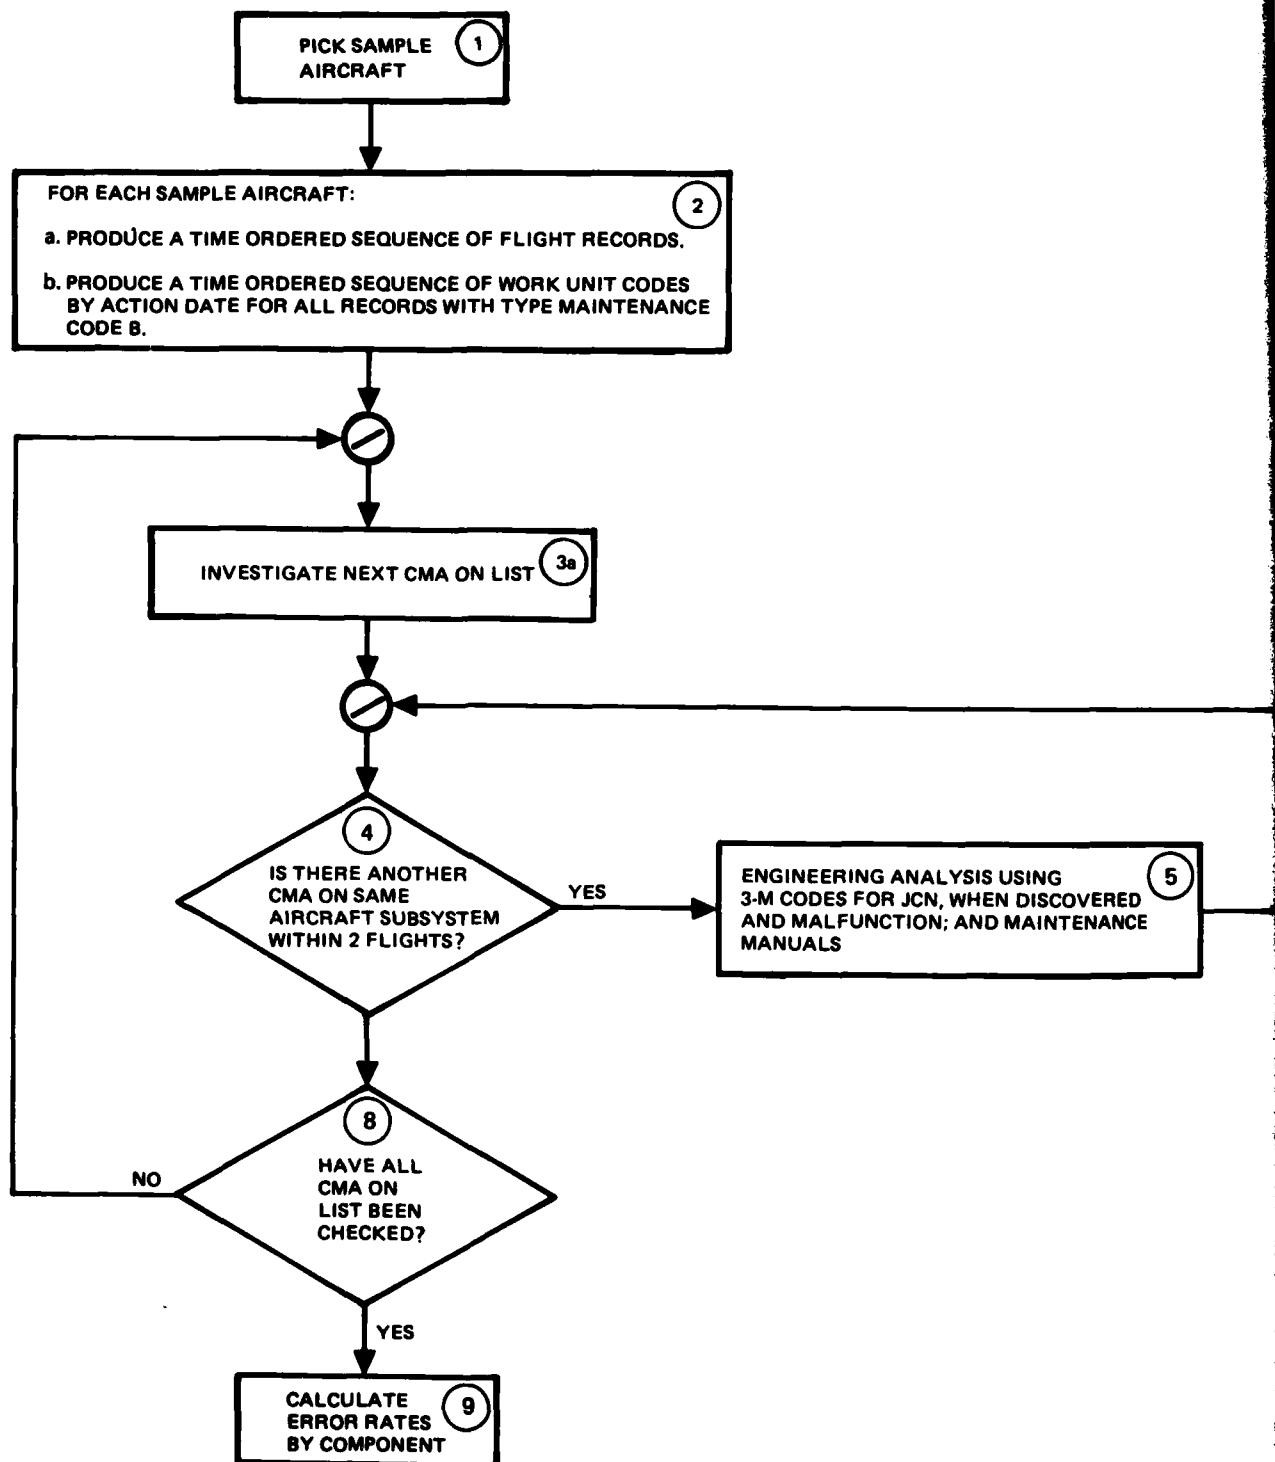 1
PICK SAMPLE
AIRCRAFT
2
FOR EACH SAMPLE AIRCRAFT:
a. PRODUCE A TIME ORDERED SEQUENCE OF FLIGHT RECORDS.
b. PRODUCE A TIME ORDERED SEQUENCE OF WORK UNIT CODES
BY ACTION DATE FOR ALL RECORDS WITH TYPE MAINTENANCE
CODE B.
3a
INVESTIGATE NEXT CMA ON LIST
4
IS THERE ANOTHER
CMA ON SAME
AIRCRAFT SUBSYSTEM
WITHIN 2 FLIGHTS?
YES
5
ENGINEERING ANALYSIS USING
3-M CODES FOR JCN, WHEN DISCOVERED
AND MALFUNCTION; AND MAINTENANCE
MANUALS
8
HAVE ALL
CMA ON
LIST BEEN
CHECKED?
NO
YES
9
CALCULATE
ERROR RATES
BY COMPONENT